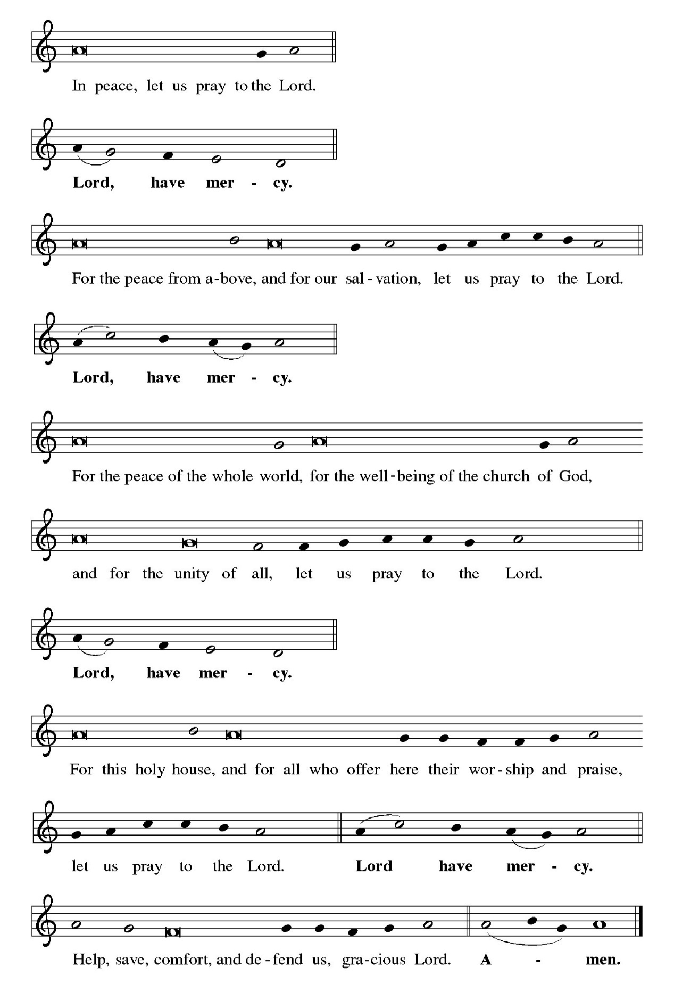 In peace, let us pray to the Lord.
Lord, have mer - cy.
For the peace from a-bove, and for our sal - vation, let us pray to the Lord.
Lord, have mer - cy.
For the peace of the whole world, for the well-being of the church of God,
and for the unity of all, let us pray to the Lord.
Lord, have mer - cy.
For this holy house, and for all who offer here their wor - ship and praise,
let us pray to the Lord. Lord have mer - cy.
Help, save, comfort, and de - fend us, gra-cious Lord. A - men.